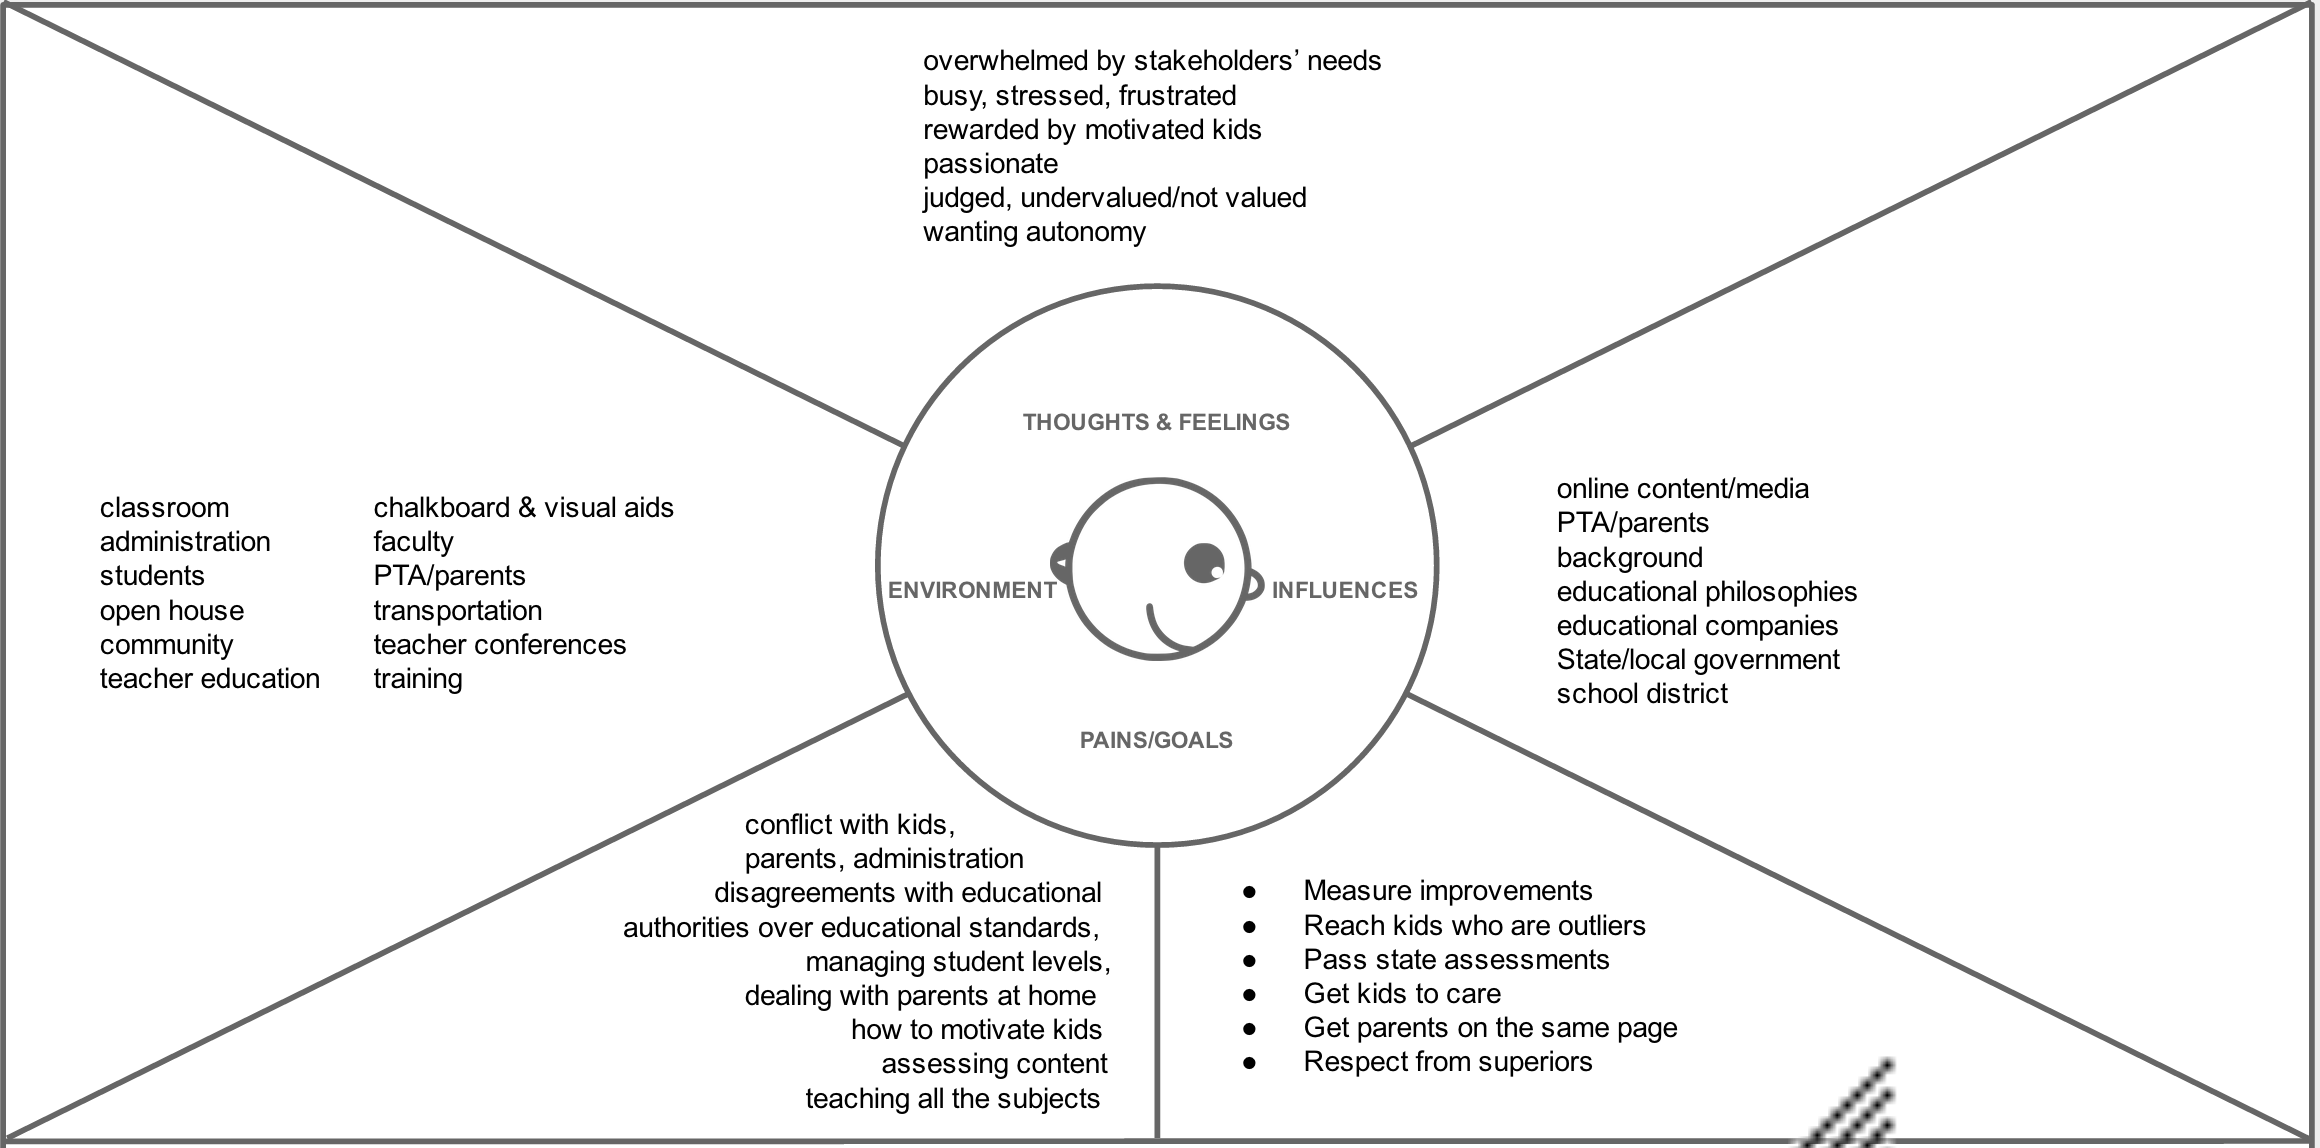 overwhelmed by stakeholders’ needs
busy, stressed, frustrated
rewarded by motivated kids
passionate
judged, undervalued/not valued
wanting autonomy
THOUGHTS & FEELINGS
classroom
administration
students
open house
community
teacher education
chalkboard & visual aids
faculty
PTA/parents
transportation
teacher conferences
training
ENVIRONMENT
INFLUENCES
online content/media
PTA/parents
background
educational philosophies
educational companies
State/local government
school district
PAINS/GOALS
conflict with kids,
parents, administration
disagreements with educational
authorities over educational standards,
managing student levels,
dealing with parents at home
how to motivate kids
assessing content
teaching all the subjects
● Measure improvements
● Reach kids who are outliers
● Pass state assessments
● Get kids to care
● Get parents on the same page
● Respect from superiors